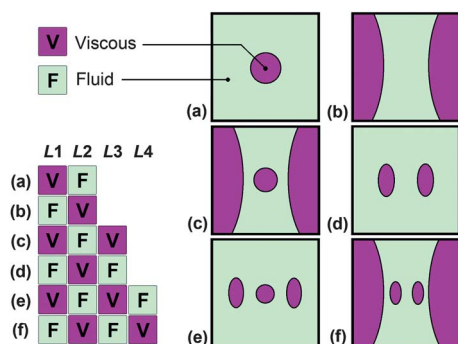 V Viscous
F Fluid
(a)
(b)
(c)
(d)
(e)
(f)
L1 L2 L3 L4
(a) V F
(b) F V
(c) V F V
(d) F V F
(e) V F V F
(f) F V F V